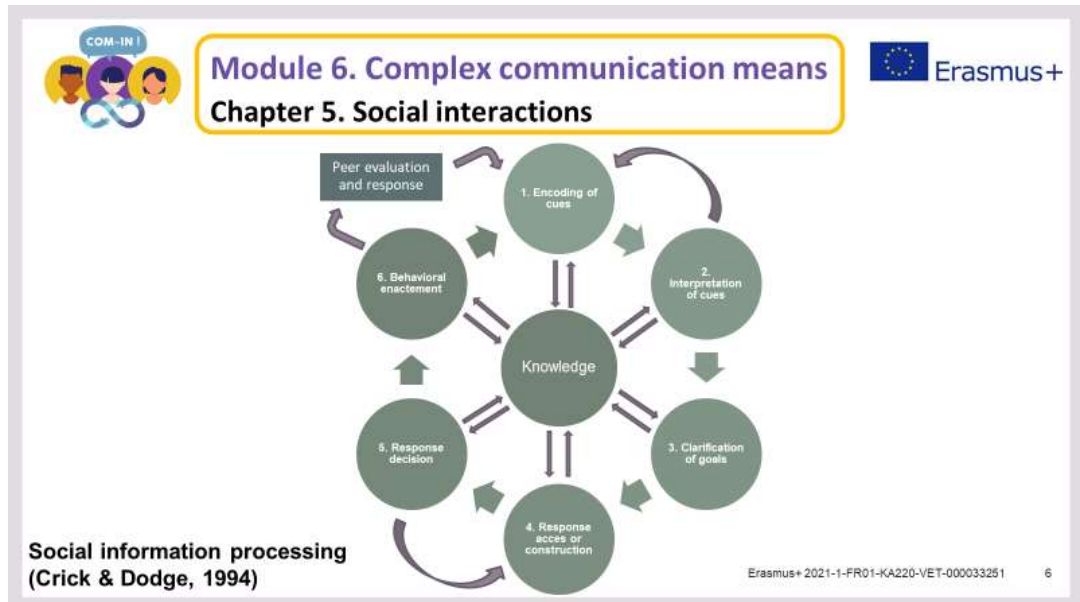 COM-IN !
Module 6. Complex communication means
Chapter 5. Social interactions
Erasmus+
Peer evaluation
and response
1. Encoding of
cues
2.
Interpretation
of cues
3. Clarification
of goals
4. Response
acces or
construction
5. Response
decision
6. Behavioral
enactement
Knowledge
Social information processing
(Crick & Dodge, 1994)
Erasmus+ 2021-1-FR01-KA220-VET-000033251
6